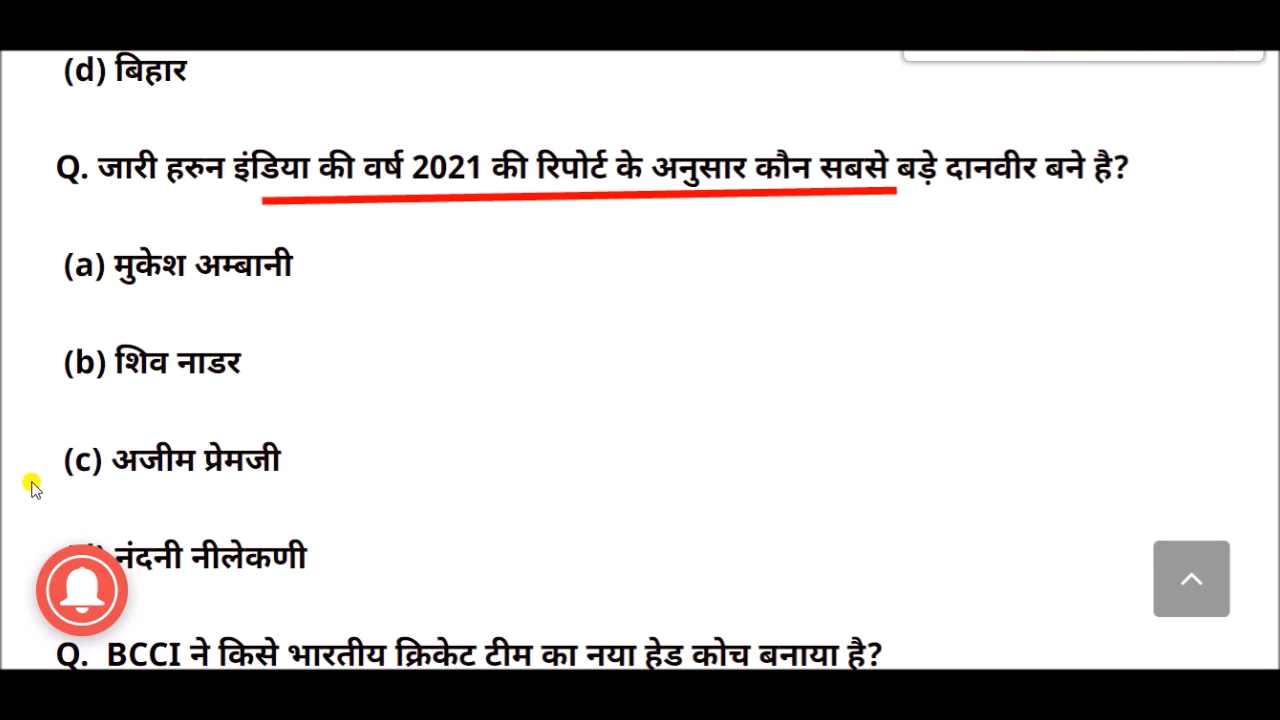 (d) बिहार
Q. जारी हरुन इंडिया की वर्ष 2021 की रिपोर्ट के अनुसार कौन सबसे बड़े दानवीर बने है?
(a) मुकेश अम्बानी
(b) शिव नाडर
(c) अजीम प्रेमजी
नंदनी नीलेकणी
Q. BCCI ने किसे भारतीय क्रिकेट टीम का नया हेड कोच बनाया है?